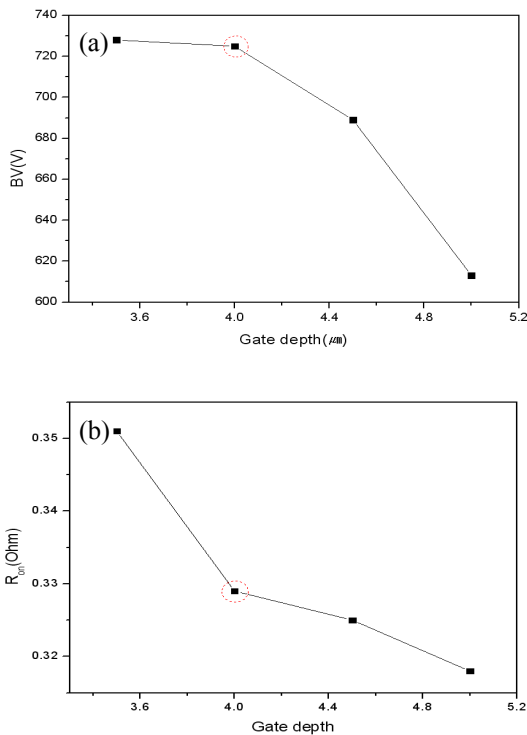 (a)
740
720
700
680
660
640
620
600
BV(V)
3.6 4.0 4.4 4.8 5.2
Gate depth(㎛)
(b)
0.35
0.34
0.33
0.32
Ron(Ohm)
3.6 4.0 4.4 4.8 5.2
Gate depth